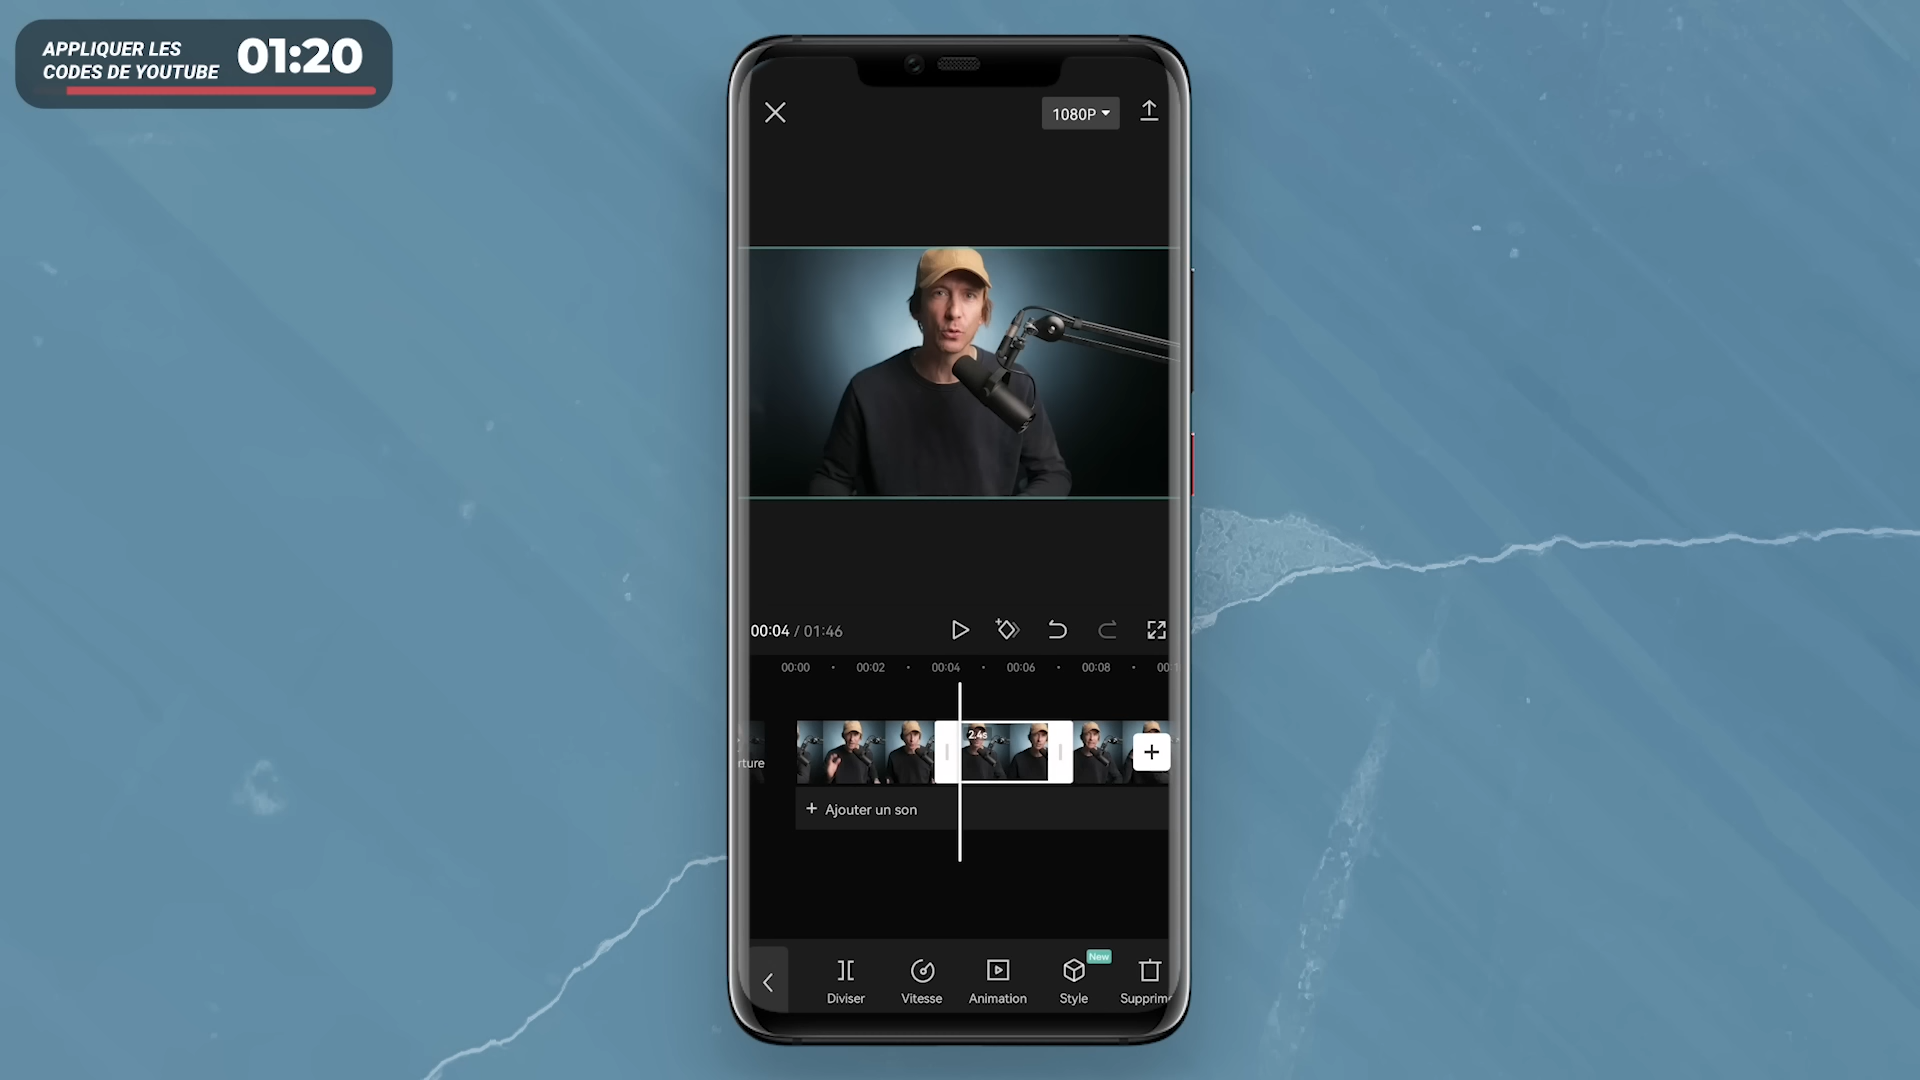 APPLIQUER LES
CODES DE YOUTUBE
01:20
1080P
00:04 / 01:46
00:00
00:02
00:04
00:06
00:08
2.4s
rture
Ajouter un son
New
Diviser
Vitesse
Animation
Style
Supprim